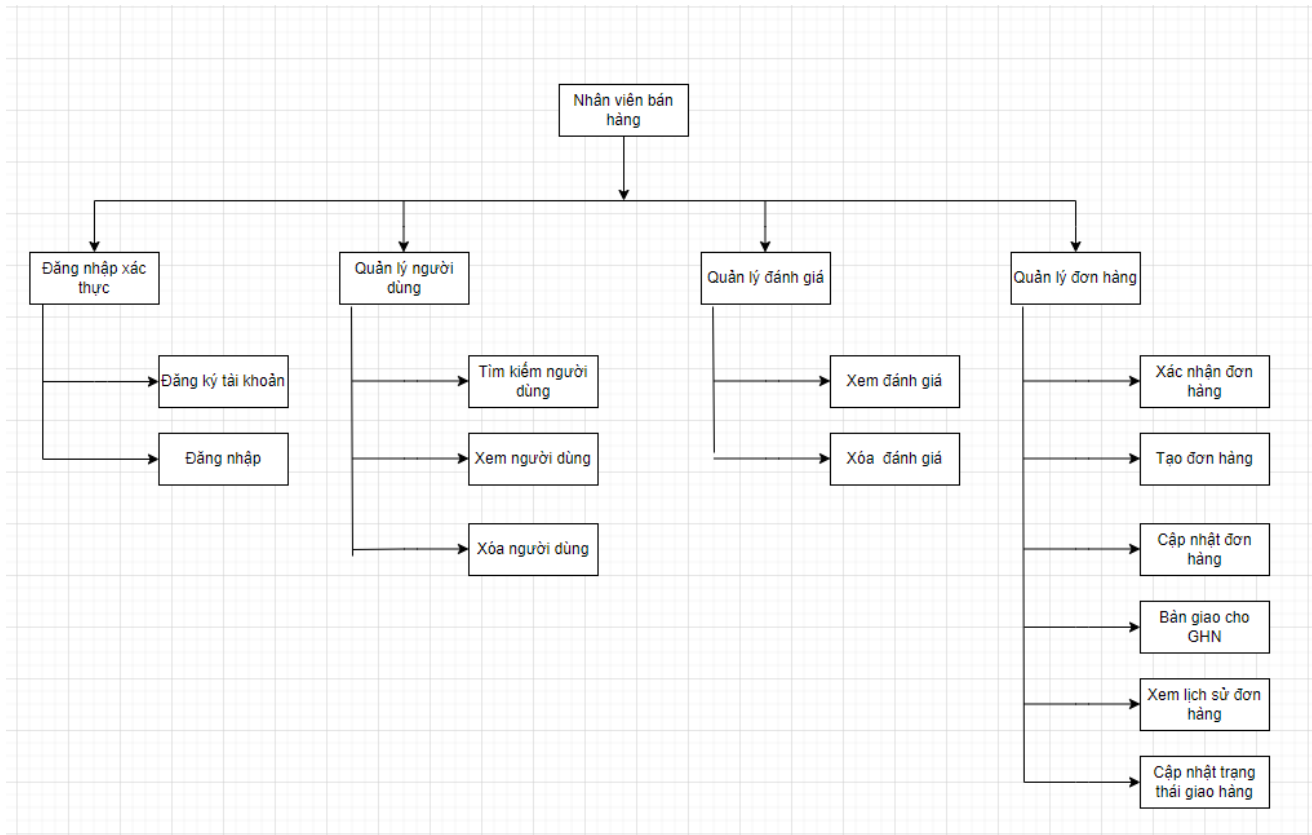 Nhân viên bán
hàng
Đăng nhập xác
thực
Quản lý người
dùng
Quản lý đánh giá
Quản lý đơn hàng
Đăng ký tài khoản
Đăng nhập
Tìm kiếm người
dùng
Xem người dùng
Xóa người dùng
Xem đánh giá
Xóa đánh giá
Xác nhận đơn
hàng
Tạo đơn hàng
Cập nhật đơn
hàng
Bàn giao cho
GHN
Xem lịch sử đơn
hàng
Cập nhật trạng
thái giao hàng